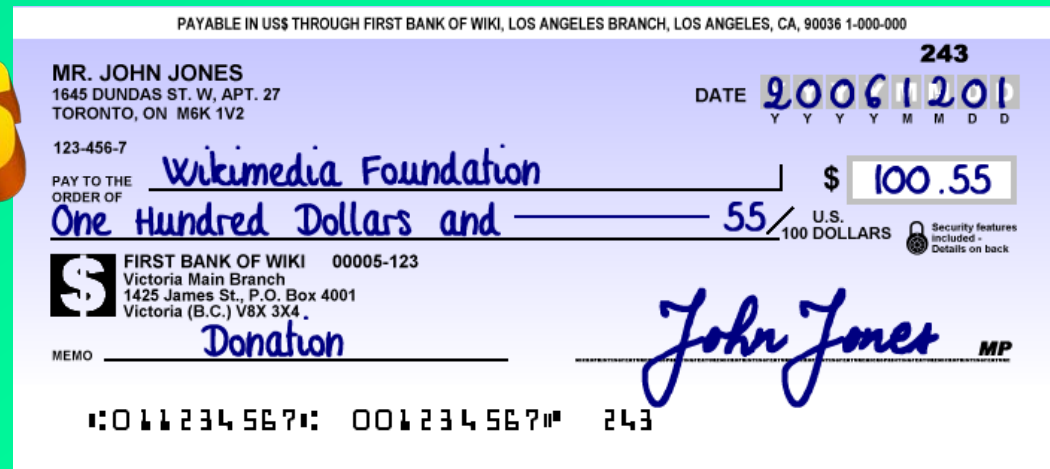 PAYABLE IN US$ THROUGH FIRST BANK OF WIKI, LOS ANGELES BRANCH, LOS ANGELES, CA, 90036 1-000-000
243
MR. JOHN JONES
1645 DUNDAS ST. W, APT. 27
TORONTO, ON M6K 1V2
DATE 20061201
Y Y Y Y M M D D
123-456-7
PAY TO THE ORDER OF Wikimedia Foundation $ 100.55
One Hundred Dollars and 55/100 U.S. DOLLARS
Security features included - Details on back
$
FIRST BANK OF WIKI 00005-123
Victoria Main Branch
1425 James St., P.O. Box 4001
Victoria (B.C.) V8X 3X4
MEMO Donation
John Jones MP
⑆011234567⑆ 001234567⑈ 243